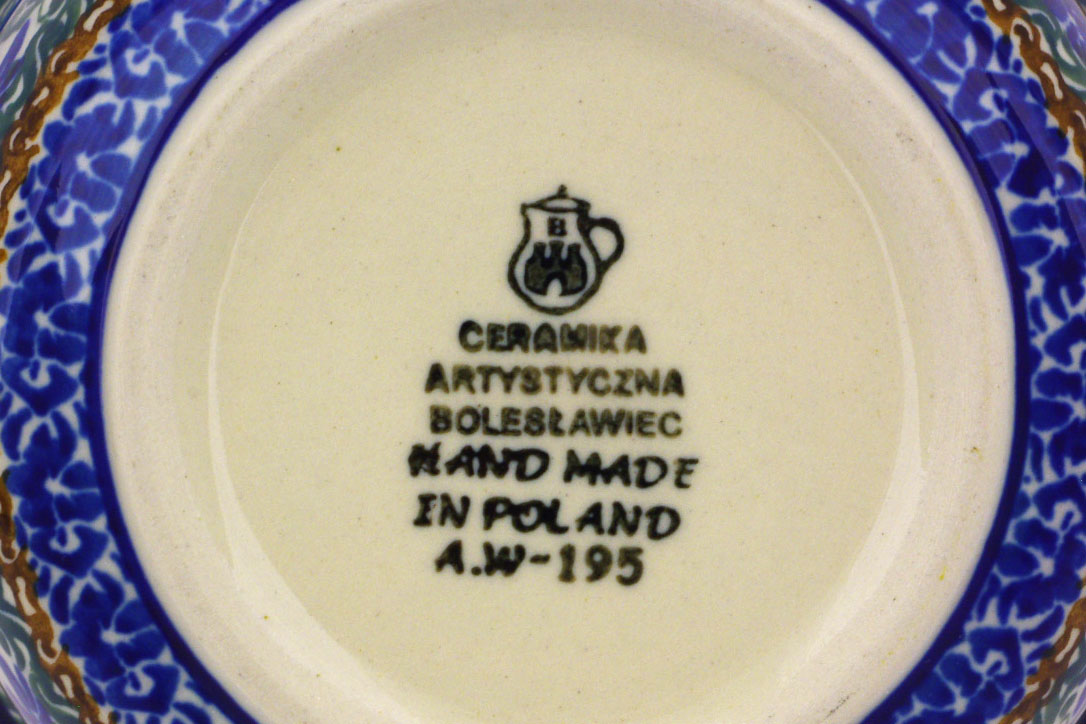 B
CERAMIKA
ARTYSTYCZNA
BOLESŁAWIEC
HAND MADE
IN POLAND
A.W-195